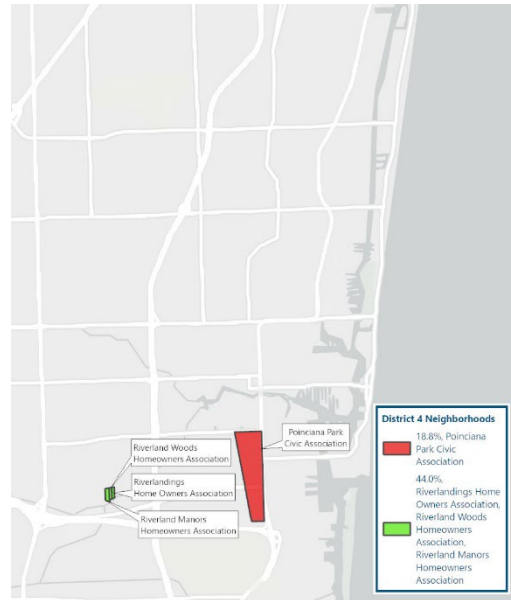 Poinciana Park
Civic Association
Riverland Woods
Homeowners Association
Riverlandings
Home Owners Association
Riverland Manors
Homeowners Association
District 4 Neighborhoods
18.8%, Poinciana
Park Civic
Association
44.0%,
Riverlandings Home
Owners Association,
Riverland Woods
Homeowners
Association,
Riverland Manors
Homeowners
Association